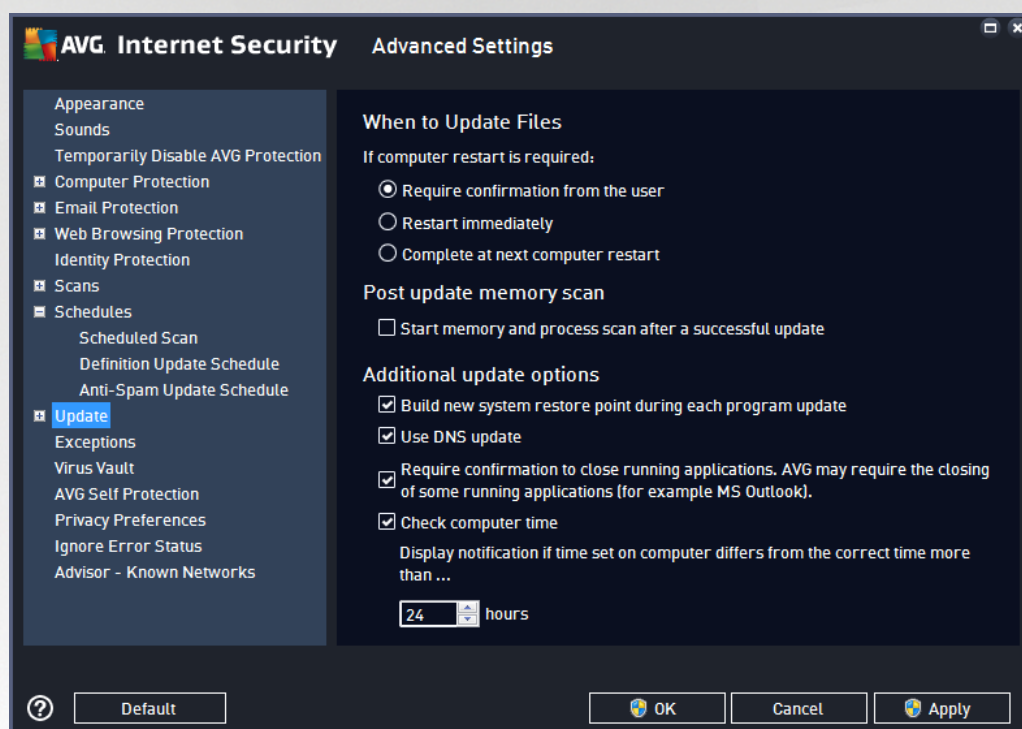 AVG. Internet Security Advanced Settings
Appearance
Sounds
Temporarily Disable AVG Protection
Computer Protection
Email Protection
Web Browsing Protection
Identity Protection
Scans
Schedules
Scheduled Scan
Definition Update Schedule
Anti-Spam Update Schedule
Update
Exceptions
Virus Vault
AVG Self Protection
Privacy Preferences
Ignore Error Status
Advisor - Known Networks
When to Update Files
If computer restart is required:
Require confirmation from the user
Restart immediately
Complete at next computer restart
Post update memory scan
Start memory and process scan after a successful update
Additional update options
Build new system restore point during each program update
Use DNS update
Require confirmation to close running applications. AVG may require the closing
of some running applications (for example MS Outlook).
Check computer time
Display notification if time set on computer differs from the correct time more
than ...
24 hours
? Default OK Cancel Apply